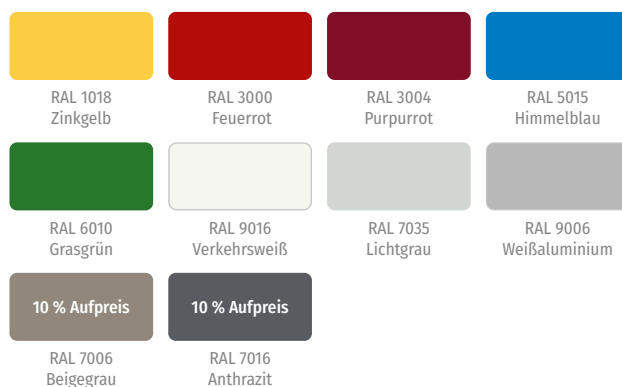 RAL 1018
Zinkgelb
RAL 3000
Feuerrot
RAL 3004
Purpurrot
RAL 5015
Himmelblau
RAL 6010
Grasgrün
RAL 9016
Verkehrsweiß
RAL 7035
Lichtgrau
RAL 9006
Weißaluminium
10 % Aufpreis
RAL 7006
Beigegrau
10 % Aufpreis
RAL 7016
Anthrazit